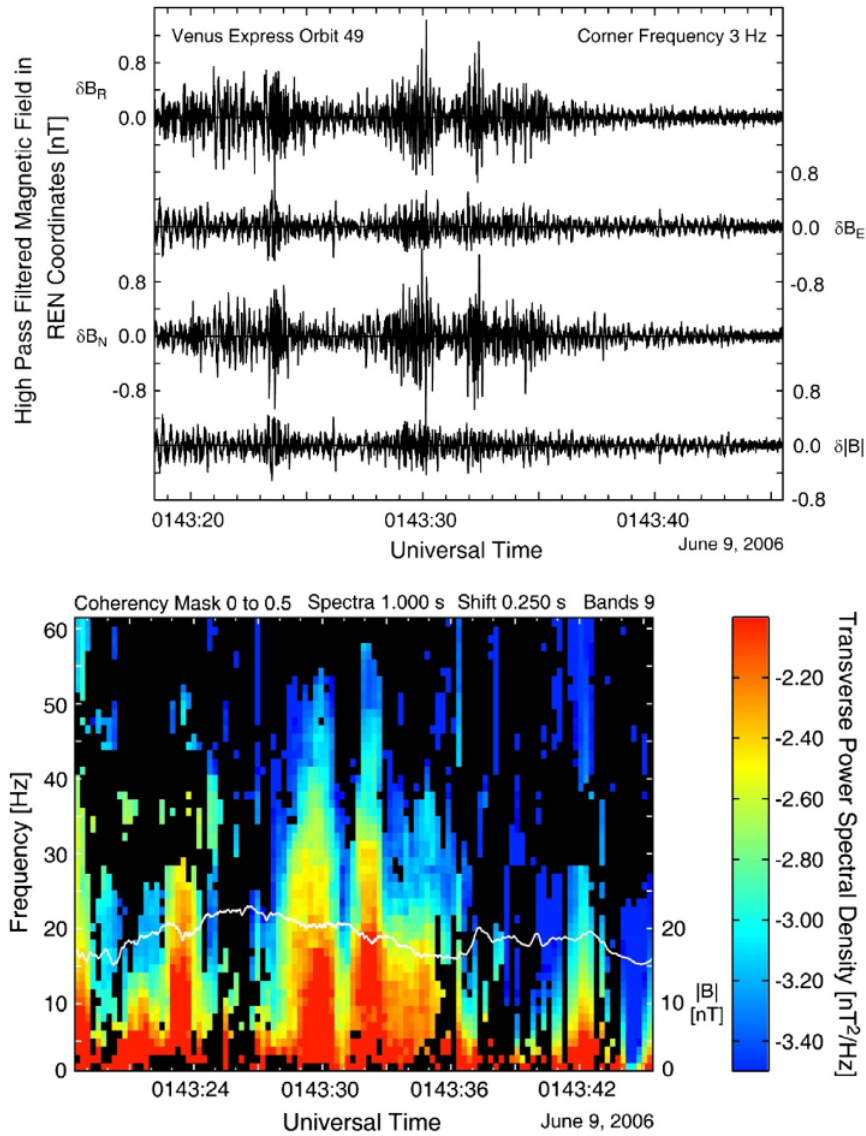 Venus Express Orbit 49
Corner Frequency 3 Hz
High Pass Filtered Magnetic Field in
REN Coordinates [nT]
0.8
δB_R
0.0
0.8
0.0
δB_E
-0.8
0.8
δB_N
0.0
-0.8
0.8
0.0
δ|B|
-0.8
0143:20
0143:30
0143:40
Universal Time
June 9, 2006
Coherency Mask 0 to 0.5 Spectra 1.000 s Shift 0.250 s Bands 9
Frequency [Hz]
60
50
40
30
20
10
0
20
10
0
|B|
[nT]
0143:24
0143:30
0143:36
0143:42
Universal Time
June 9, 2006
-2.20
-2.40
-2.60
-2.80
-3.00
-3.20
-3.40
Transverse Power Spectral Density [nT²/Hz]